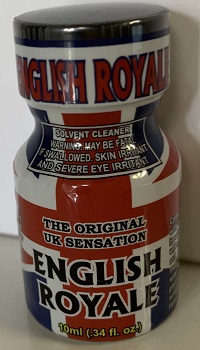 ENGLISH ROYALE
SOLVENT CLEANER
WARNING: MAY BE FATAL
IF SWALLOWED. SKIN IRRITANT
AND SEVERE EYE IRRITANT
THE ORIGINAL
UK SENSATION
ENGLISH
ROYALE
10ml (.34 fl. oz.)